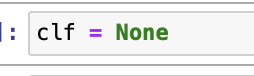 ]: clf = None